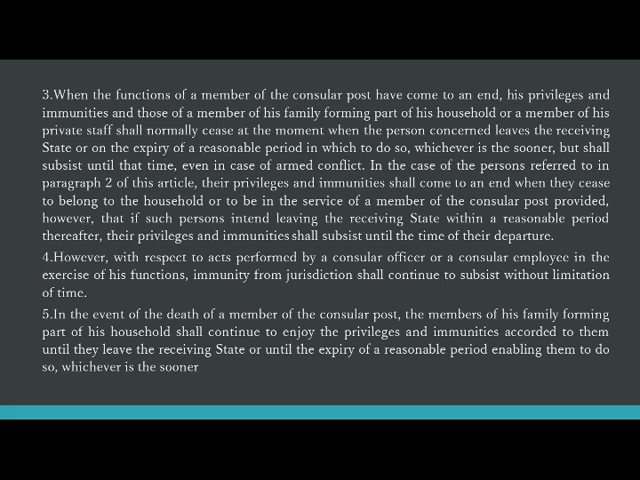 3.When the functions of a member of the consular post have come to an end, his privileges and
immunities and those of a member of his family forming part of his household or a member of his
private staff shall normally cease at the moment when the person concerned leaves the receiving
State or on the expiry of a reasonable period in which to do so, whichever is the sooner, but shall
subsist until that time, even in case of armed conflict. In the case of the persons referred to in
paragraph 2 of this article, their privileges and immunities shall come to an end when they cease
to belong to the household or to be in the service of a member of the consular post provided,
however, that if such persons intend leaving the receiving State within a reasonable period
thereafter, their privileges and immunities shall subsist until the time of their departure.
4.However, with respect to acts performed by a consular officer or a consular employee in the
exercise of his functions, immunity from jurisdiction shall continue to subsist without limitation
of time.
5.In the event of the death of a member of the consular post, the members of his family forming
part of his household shall continue to enjoy the privileges and immunities accorded to them
until they leave the receiving State or until the expiry of a reasonable period enabling them to do
so, whichever is the sooner